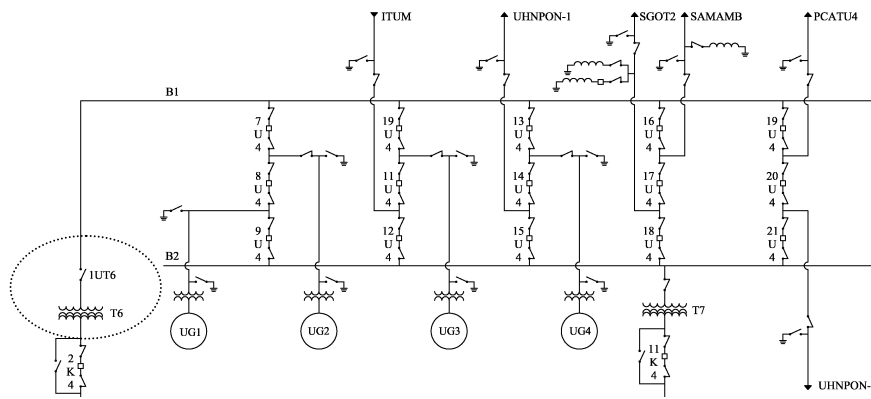 ITUM UHNPON-1 SGOT2 SAMAMB PCATU4
B1
7 19 13 16 19
U U U U U
4 4 4 4 4
8 11 14 17 20
U U U U U
4 4 4 4 4
9 12 15 18 21
U U U U U
4 4 4 4 4
B2
1UT6
T6 T7
UG1 UG2 UG3 UG4
2 11
K K
4 4
UHNPON-